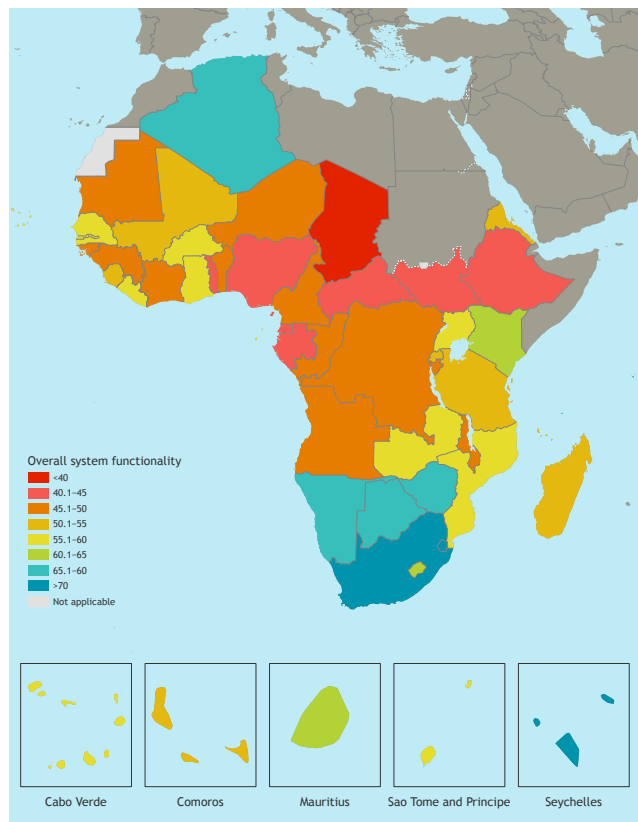 Overall system functionality
<40
40.1–45
45.1–50
50.1–55
55.1–60
60.1–65
65.1–60
>70
Not applicable
Cabo Verde
Comoros
Mauritius
Sao Tome and Principe
Seychelles